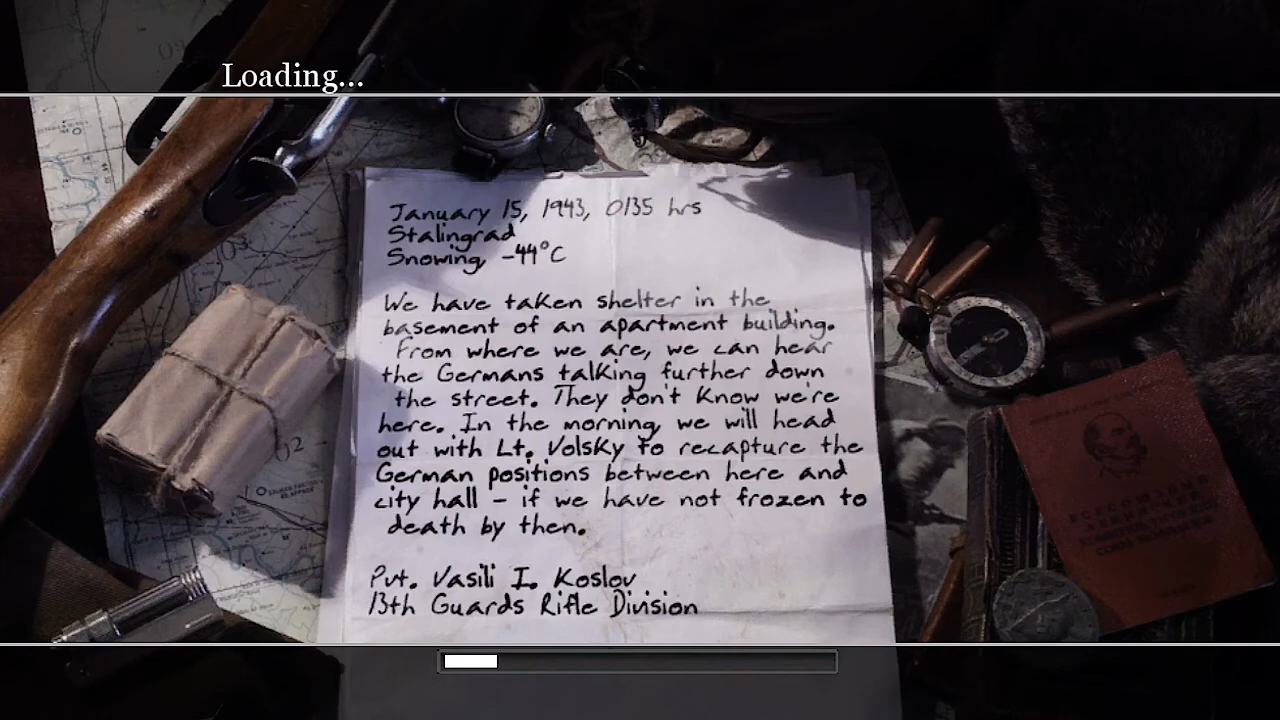 Loading...
January 15, 1943, 0135 hrs
Stalingrad
Snowing, -44°C
We have taken shelter in the
basement of an apartment building.
From where we are, we can hear
the Germans talking further down
the street. They don't know we're
here. In the morning, we will head
out with Lt. Volsky to recapture the
German positions between here and
city hall - if we have not frozen to
death by then.
Pvt. Vasili I. Koslov
13th Guards Rifle Division
03
02